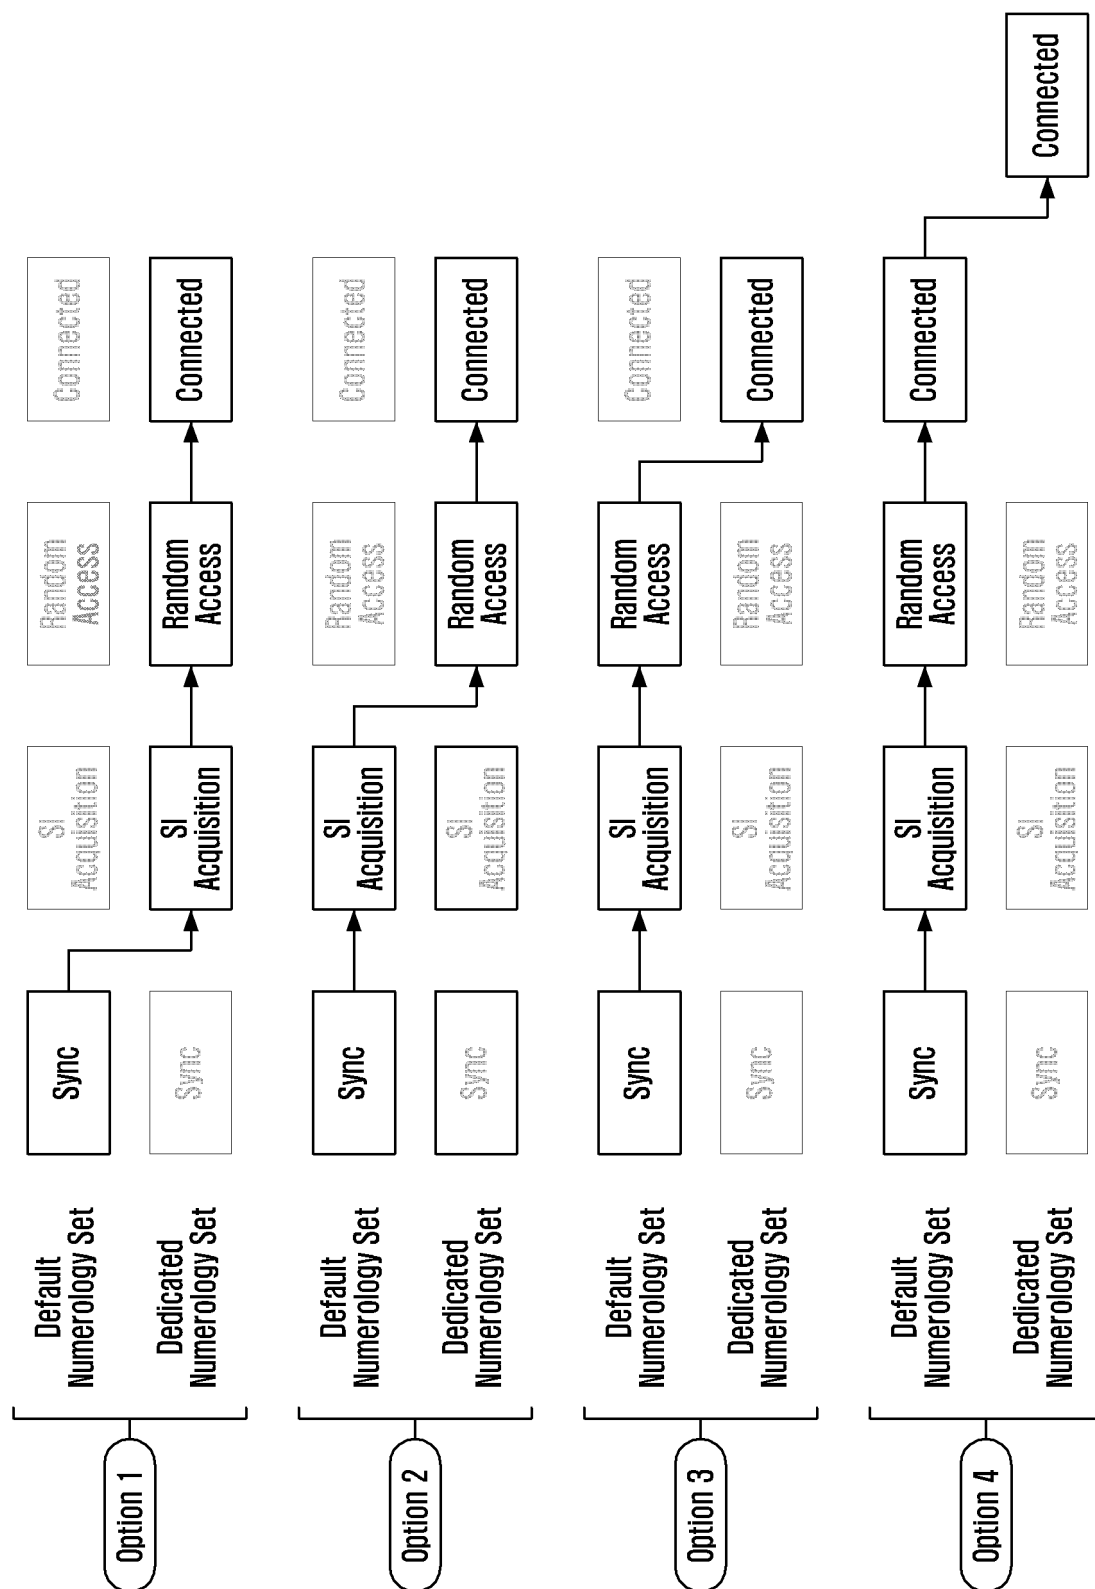 Option 1
Default
Numerology Set
Sync
SI
Acquisition
Random
Access
Connected
Dedicated
Numerology Set
Sync
SI
Acquisition
Random
Access
Connected
Option 2
Default
Numerology Set
Sync
SI
Acquisition
Random
Access
Connected
Dedicated
Numerology Set
Sync
SI
Acquisition
Random
Access
Connected
Option 3
Default
Numerology Set
Sync
SI
Acquisition
Random
Access
Connected
Dedicated
Numerology Set
Sync
SI
Acquisition
Random
Access
Connected
Option 4
Default
Numerology Set
Sync
SI
Acquisition
Random
Access
Connected
Dedicated
Numerology Set
Sync
SI
Acquisition
Random
Access
Connected